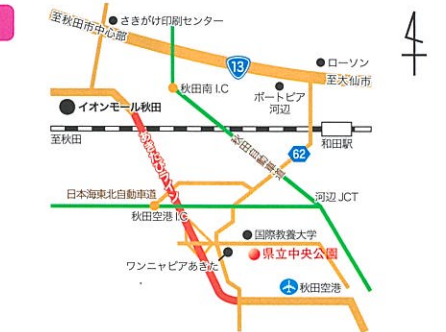 至秋田市中心部
さきがけ印刷センター
13
ローソン
至大仙市
秋田南I.C
ポートピア
河辺
イオンモール秋田
至秋田
秋田自動車道
和田駅
62
日本海東北自動車道
秋田空港I.C
河辺JCT
国際教養大学
県立中央公園
ワンニャピアあきた
秋田空港